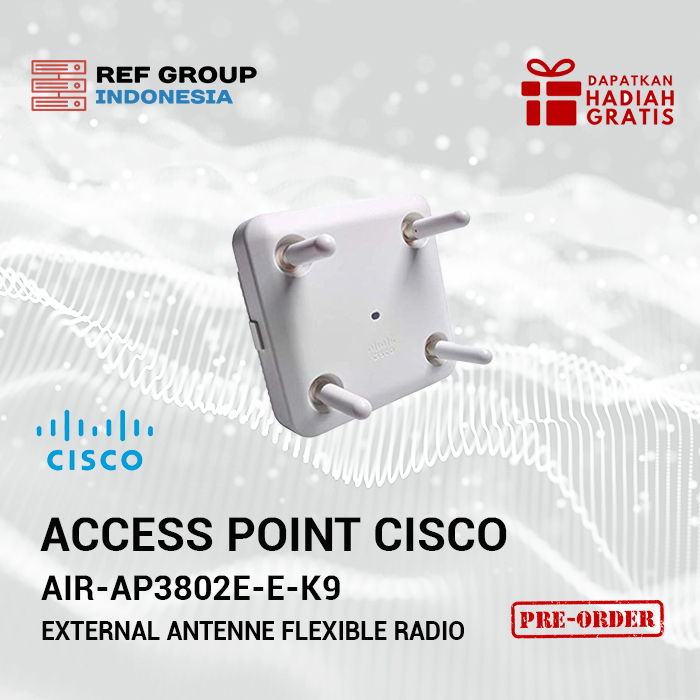 REF GROUP
INDONESIA
DAPATKAN
HADIAH
GRATIS
CISCO
CISCO
ACCESS POINT CISCO
AIR-AP3802E-E-K9
EXTERNAL ANTENNE FLEXIBLE RADIO
PRE-ORDER